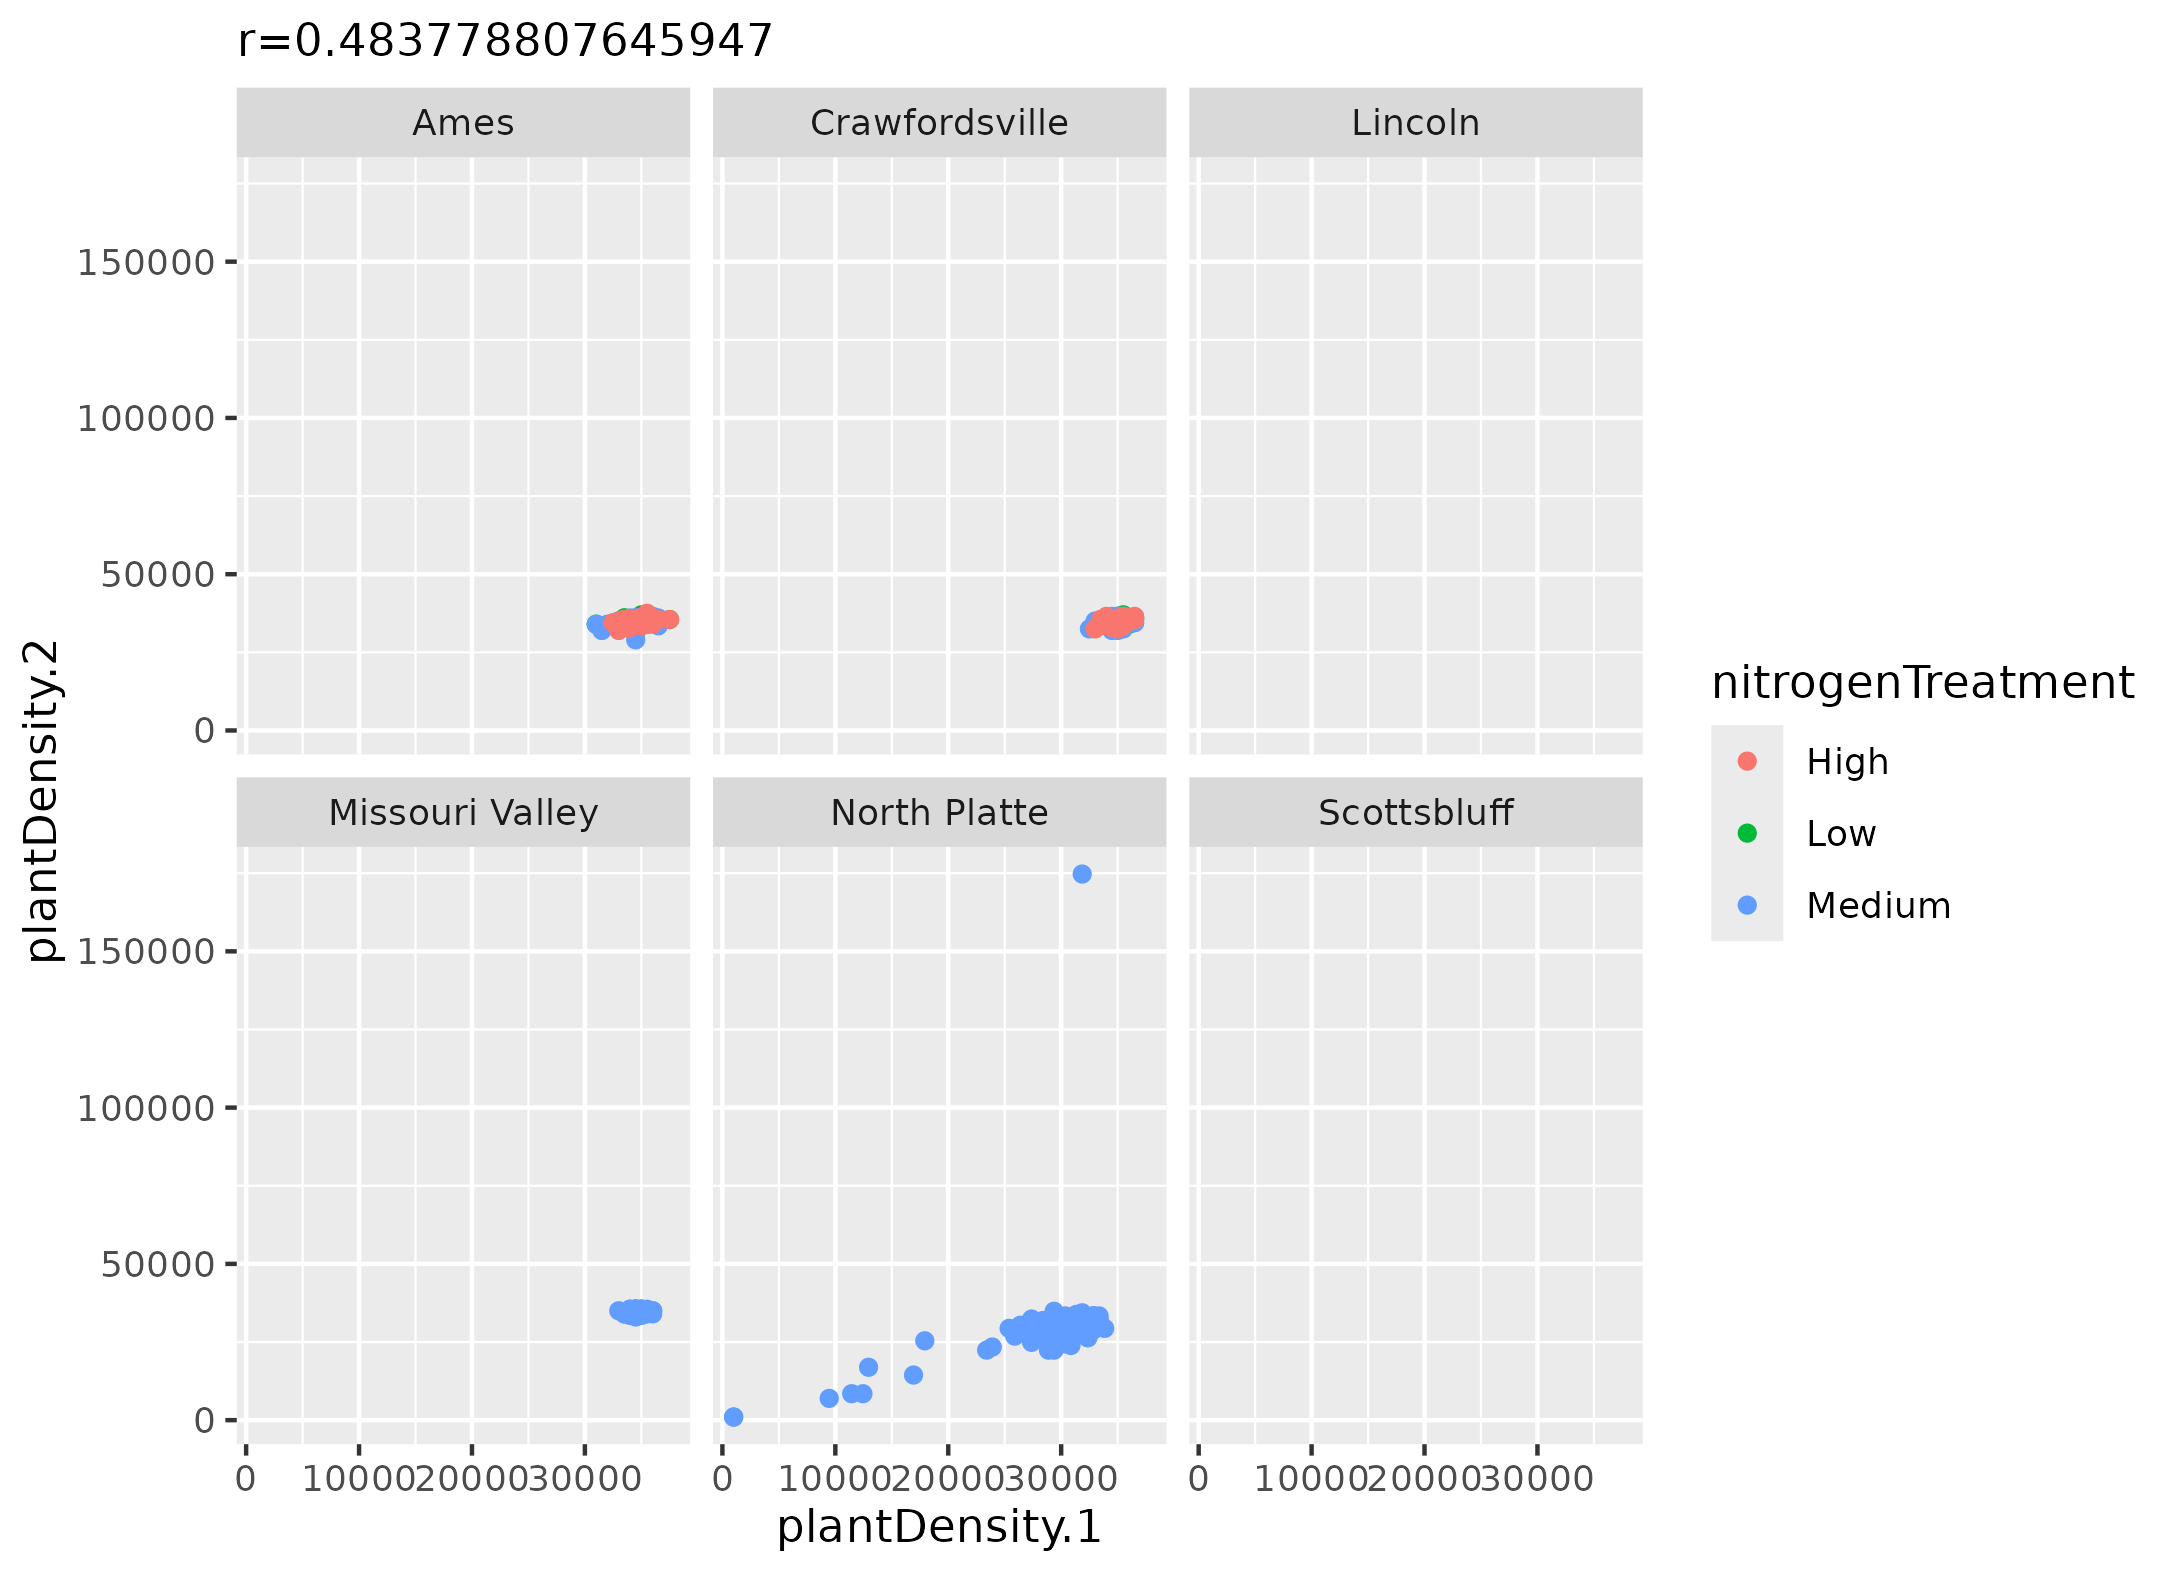 r=0.483778807645947
Ames Crawfordsville Lincoln
150000
100000
50000
0
Missouri Valley North Platte Scottsbluff
150000
100000
50000
0
0 10000 20000 30000 0 10000 20000 30000 0 10000 20000 30000
plantDensity.1
plantDensity.2
nitrogenTreatment
High
Low
Medium